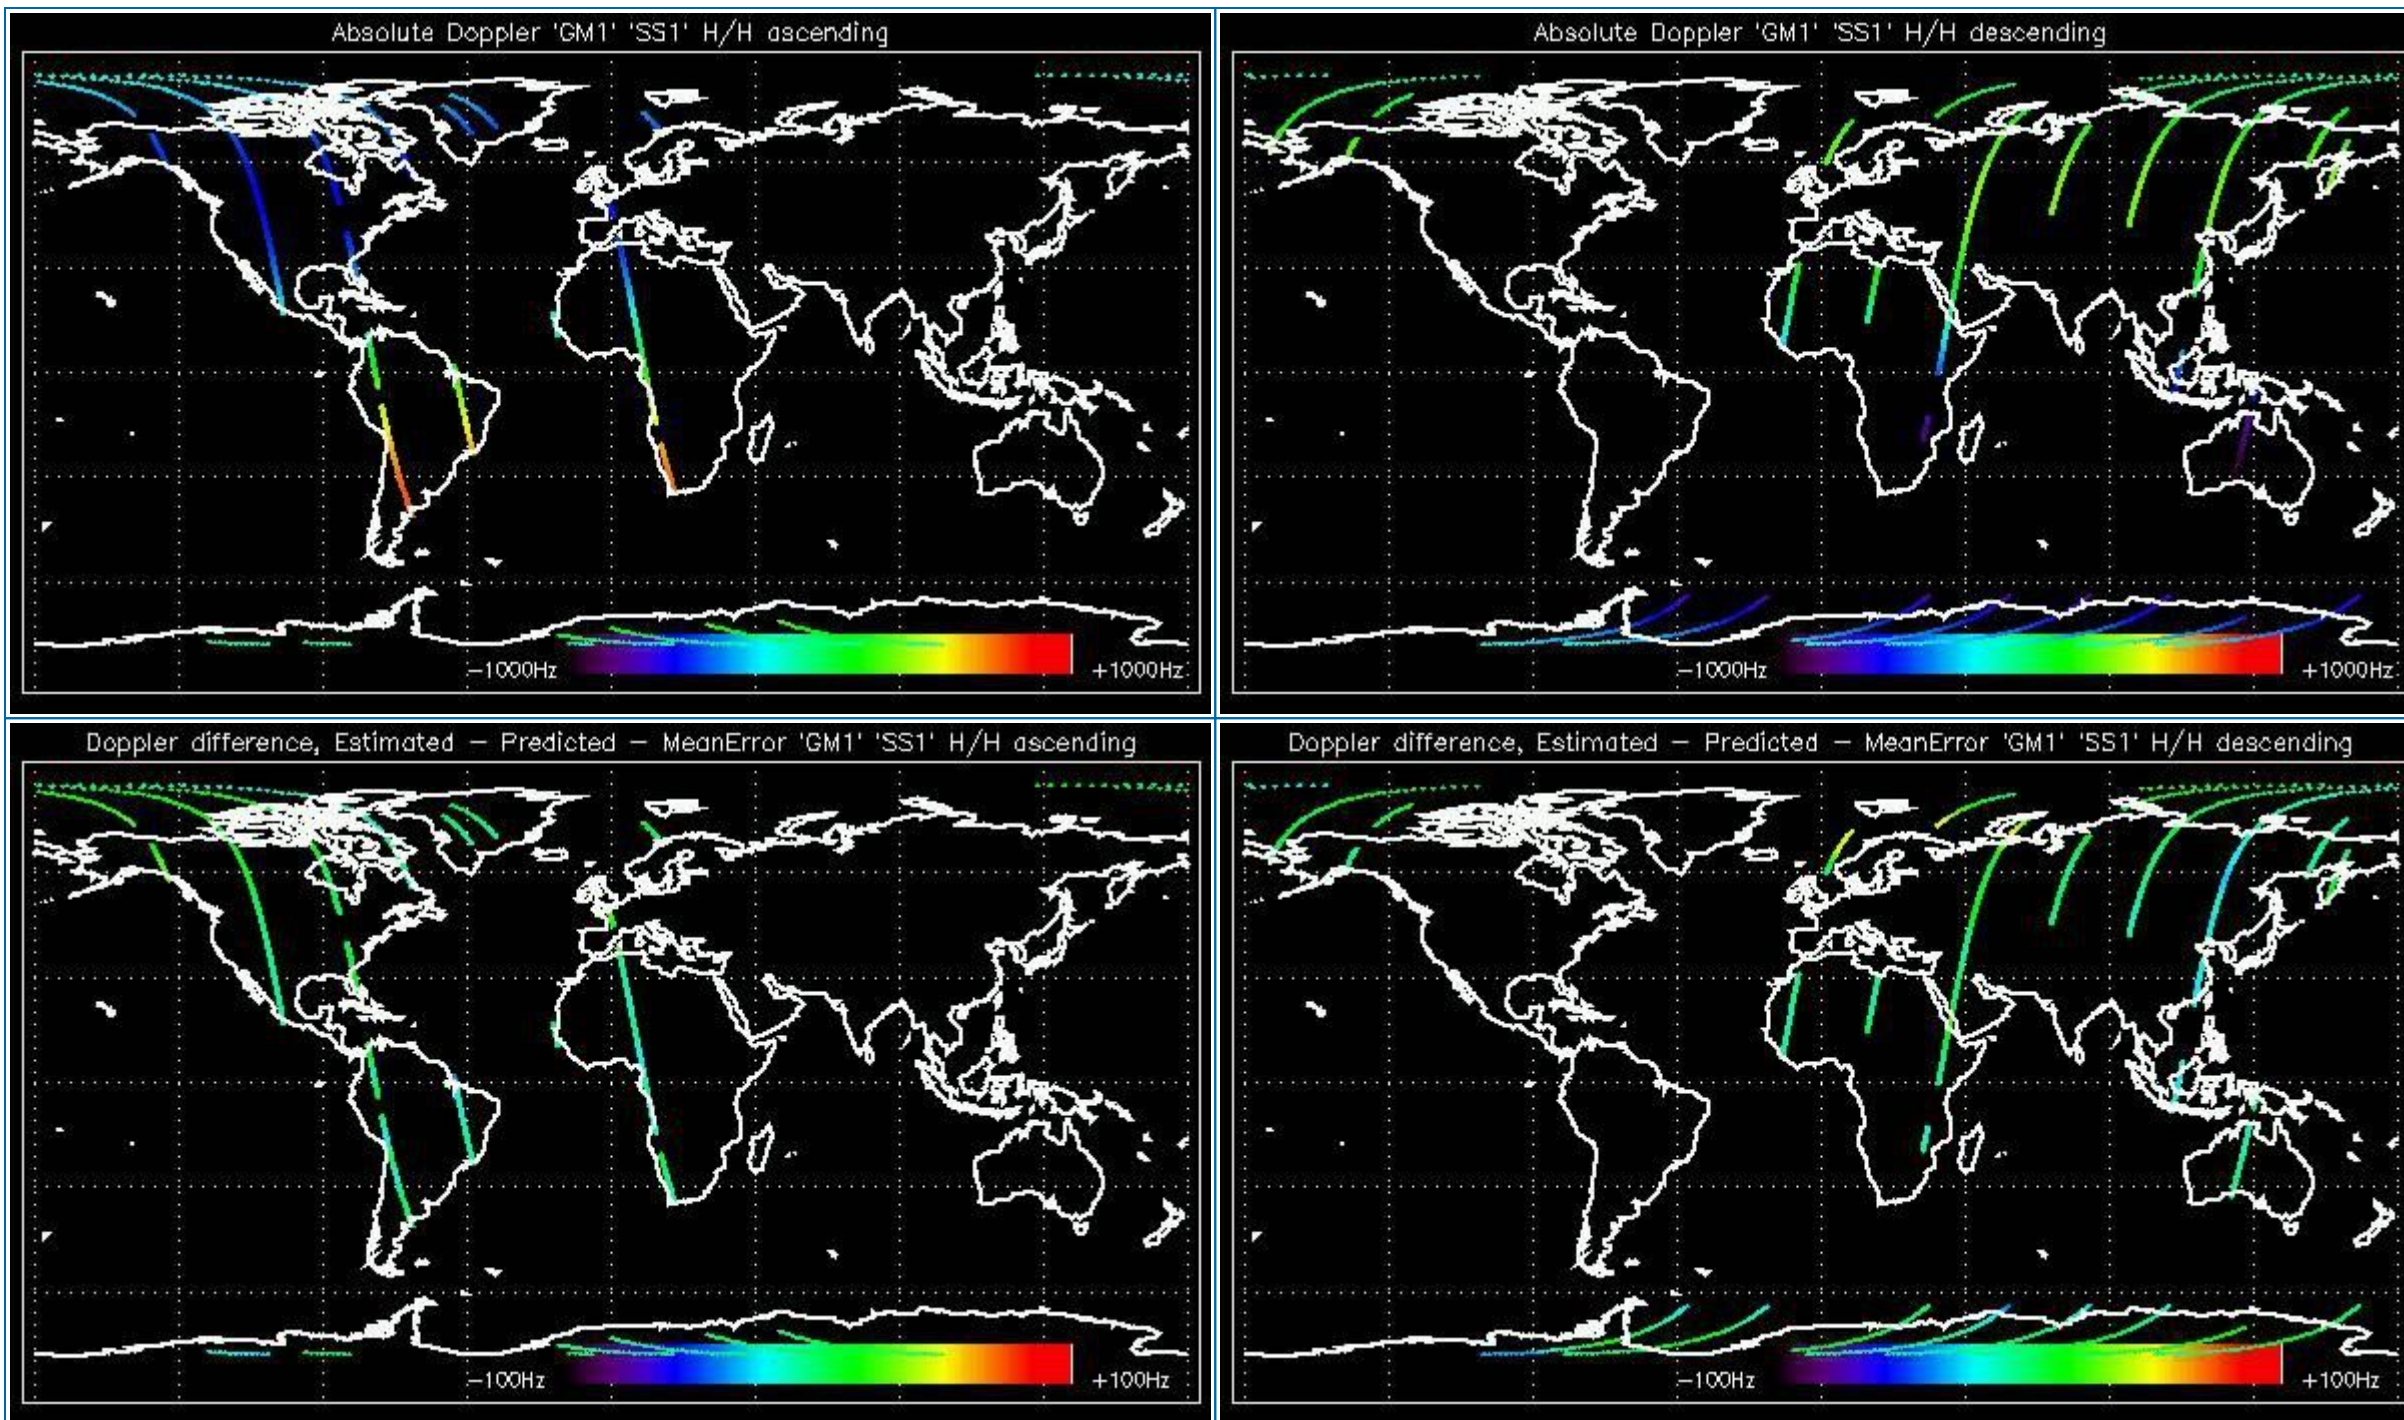 Absolute Doppler 'GM1' 'SS1' H/H ascending
-1000Hz
+1000Hz
Absolute Doppler 'GM1' 'SS1' H/H descending
-1000Hz
+1000Hz
Doppler difference, Estimated - Predicted - MeanError 'GM1' 'SS1' H/H ascending
-100Hz
+100Hz
Doppler difference, Estimated - Predicted - MeanError 'GM1' 'SS1' H/H descending
-100Hz
+100Hz